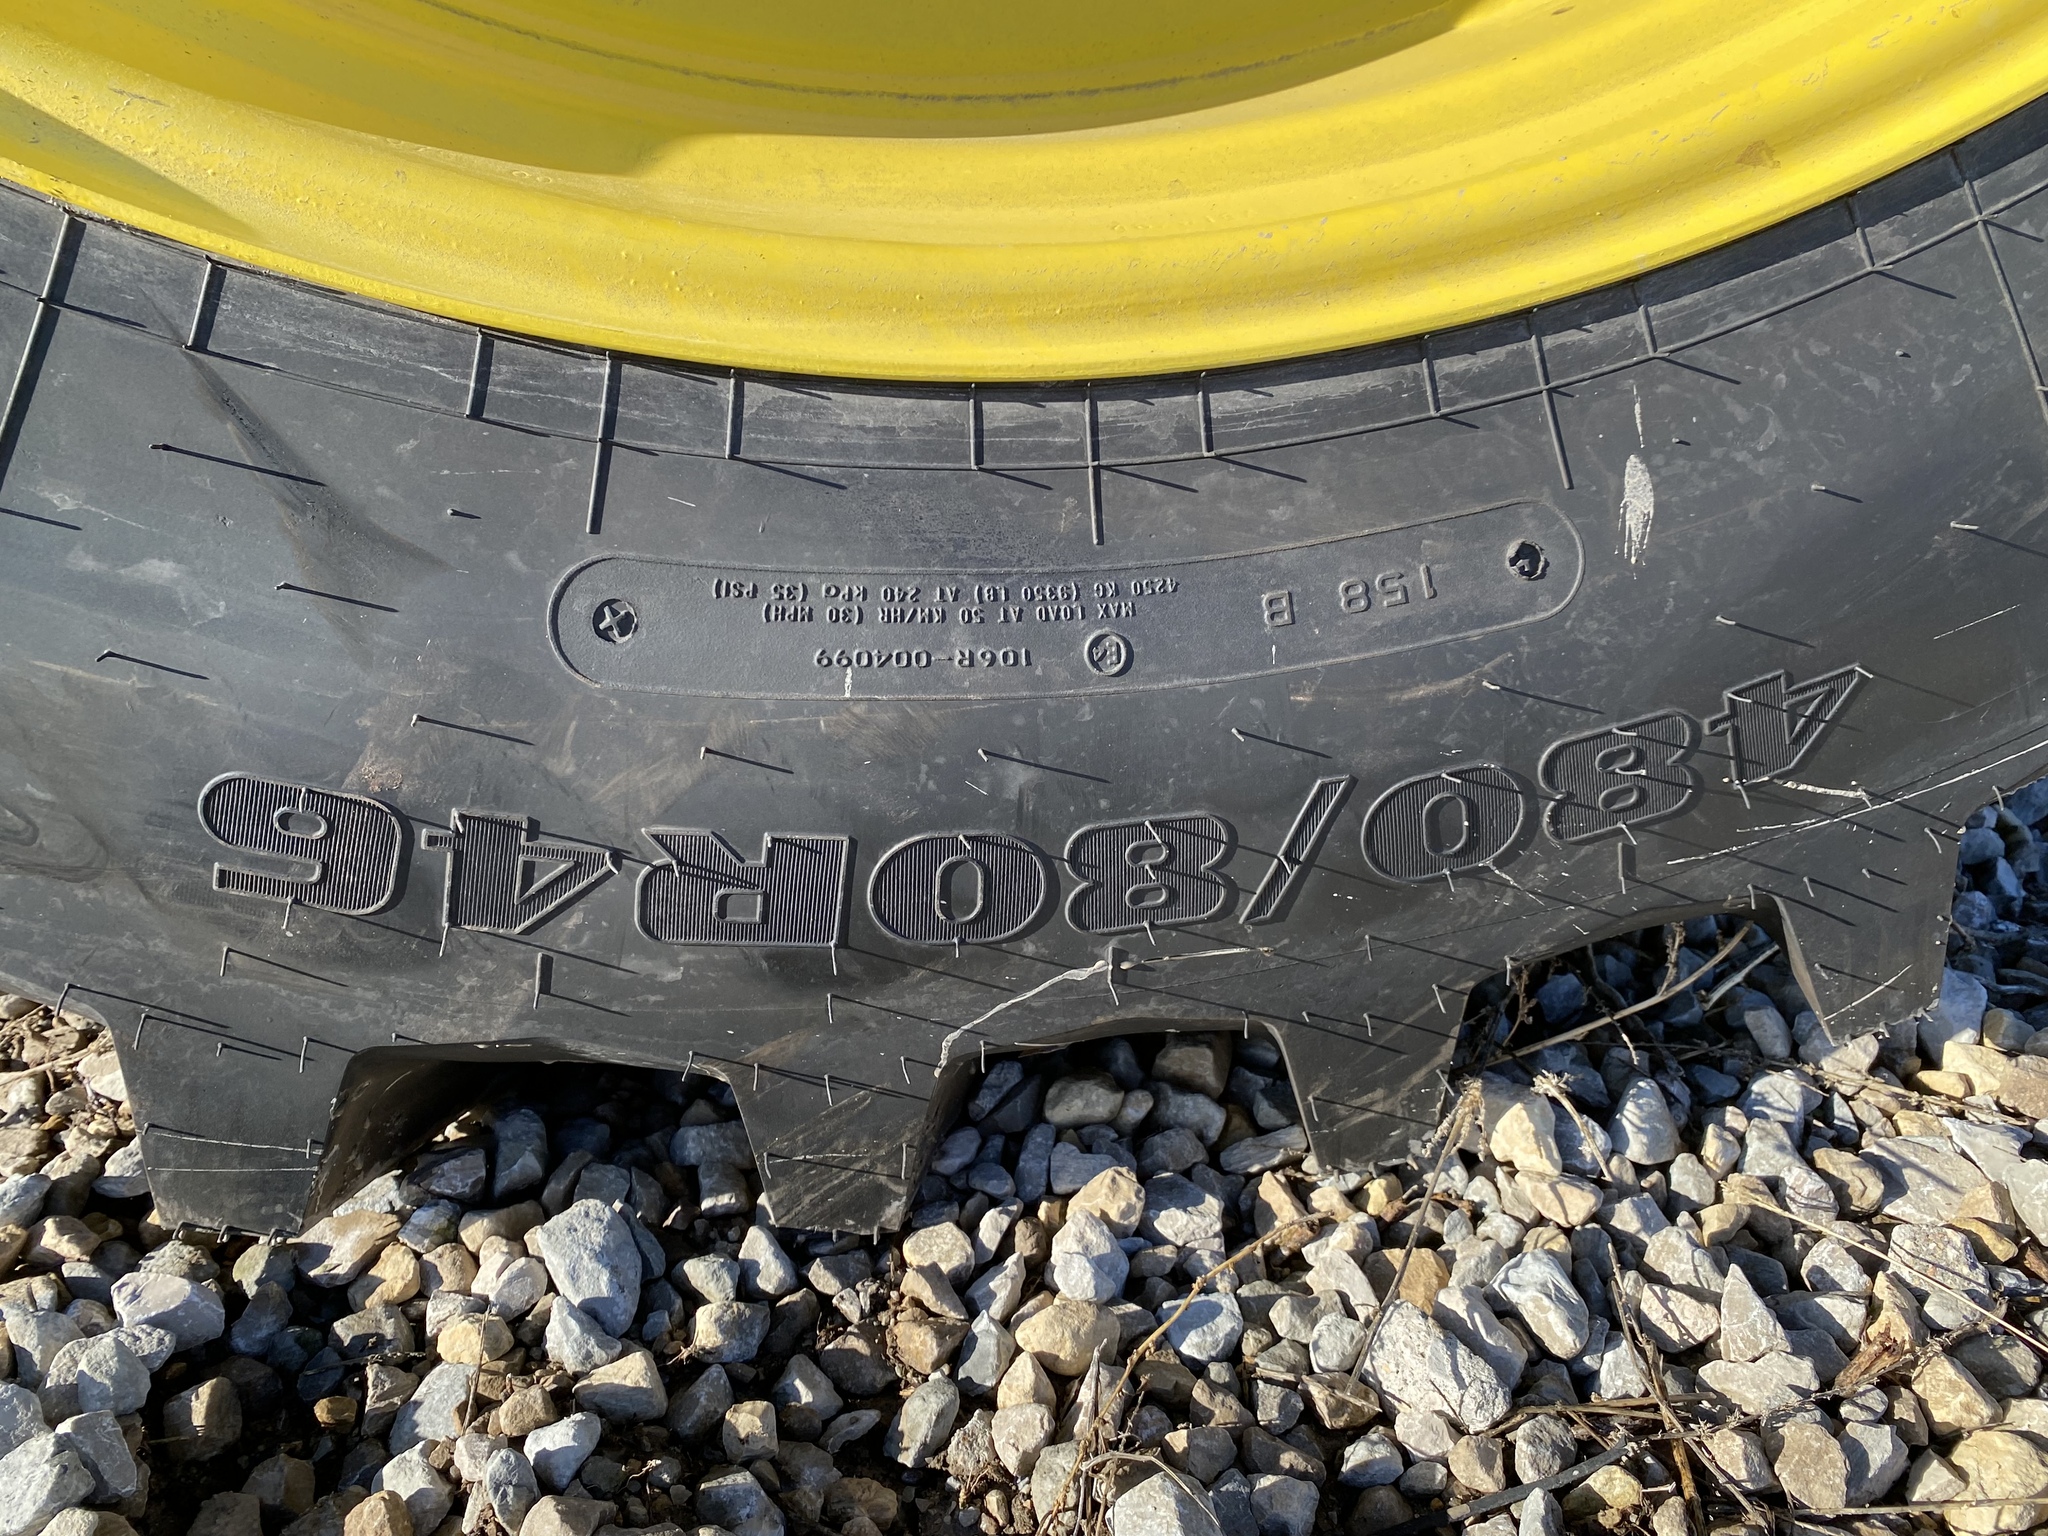 480/80R46
158 B
E4 106R-004099
MAX LOAD AT 50 KM/HR (30 MPH)
4250 KG (9350 LB) AT 240 KPa (35 PSI)